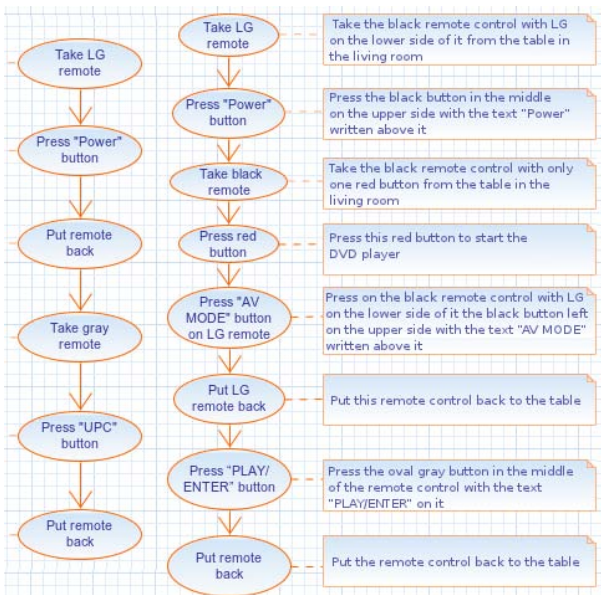 Take LG
remote
Press "Power"
button
Put remote
back
Take gray
remote
Press "UPC"
button
Put remote
back
Take LG
remote
Take the black remote control with LG
on the lower side of it from the table in
the living room
Press "Power"
button
Press the black button in the middle
on the upper side with the text "Power"
written above it
Take black
remote
Take the black remote control with only
one red button from the table in the
living room
Press red
button
Press this red button to start the
DVD player
Press "AV
MODE" button
on LG remote
Press on the black remote control with LG
on the lower side of it the black button left
on the upper side with the text "AV MODE"
written above it
Put LG
remote back
Put this remote control back to the table
Press “PLAY/
ENTER” button
Press the oval gray button in the middle
of the remote control with the text
"PLAY/ENTER" on it
Put remote
back
Put the remote control back to the table